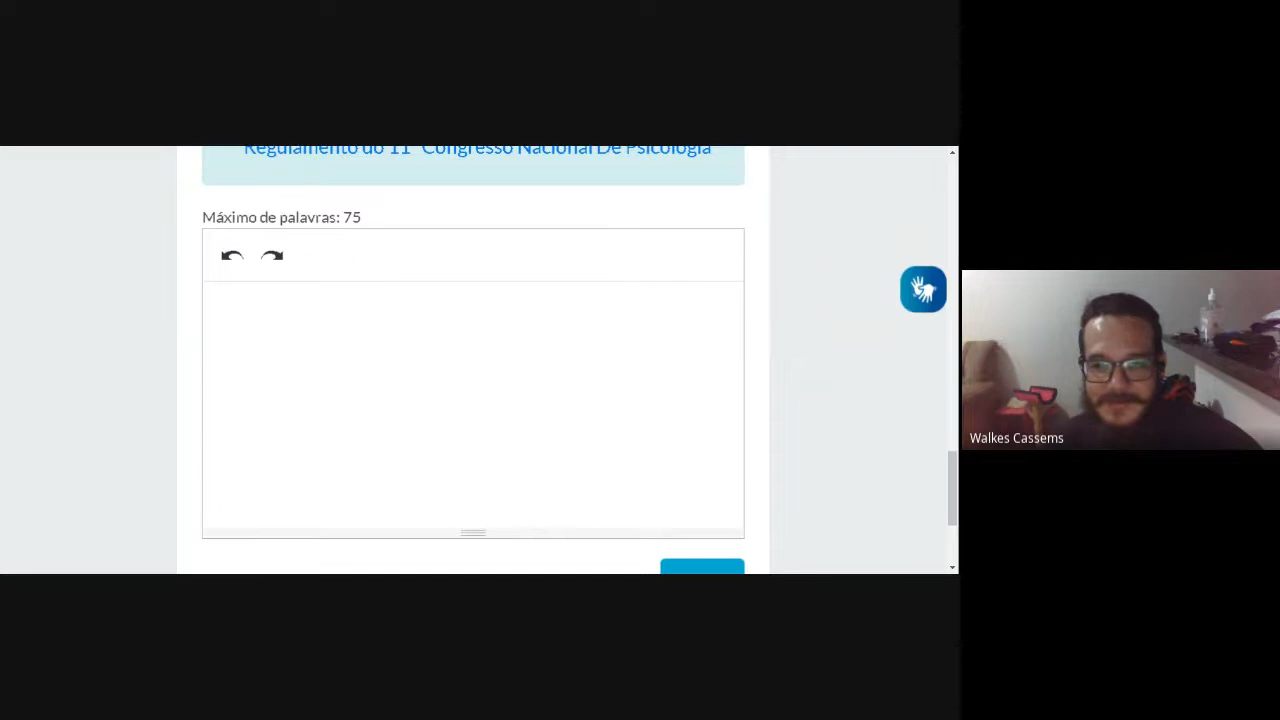 Regulamento do 11º Congresso Nacional De Psicologia
Máximo de palavras: 75
Walkes Cassems